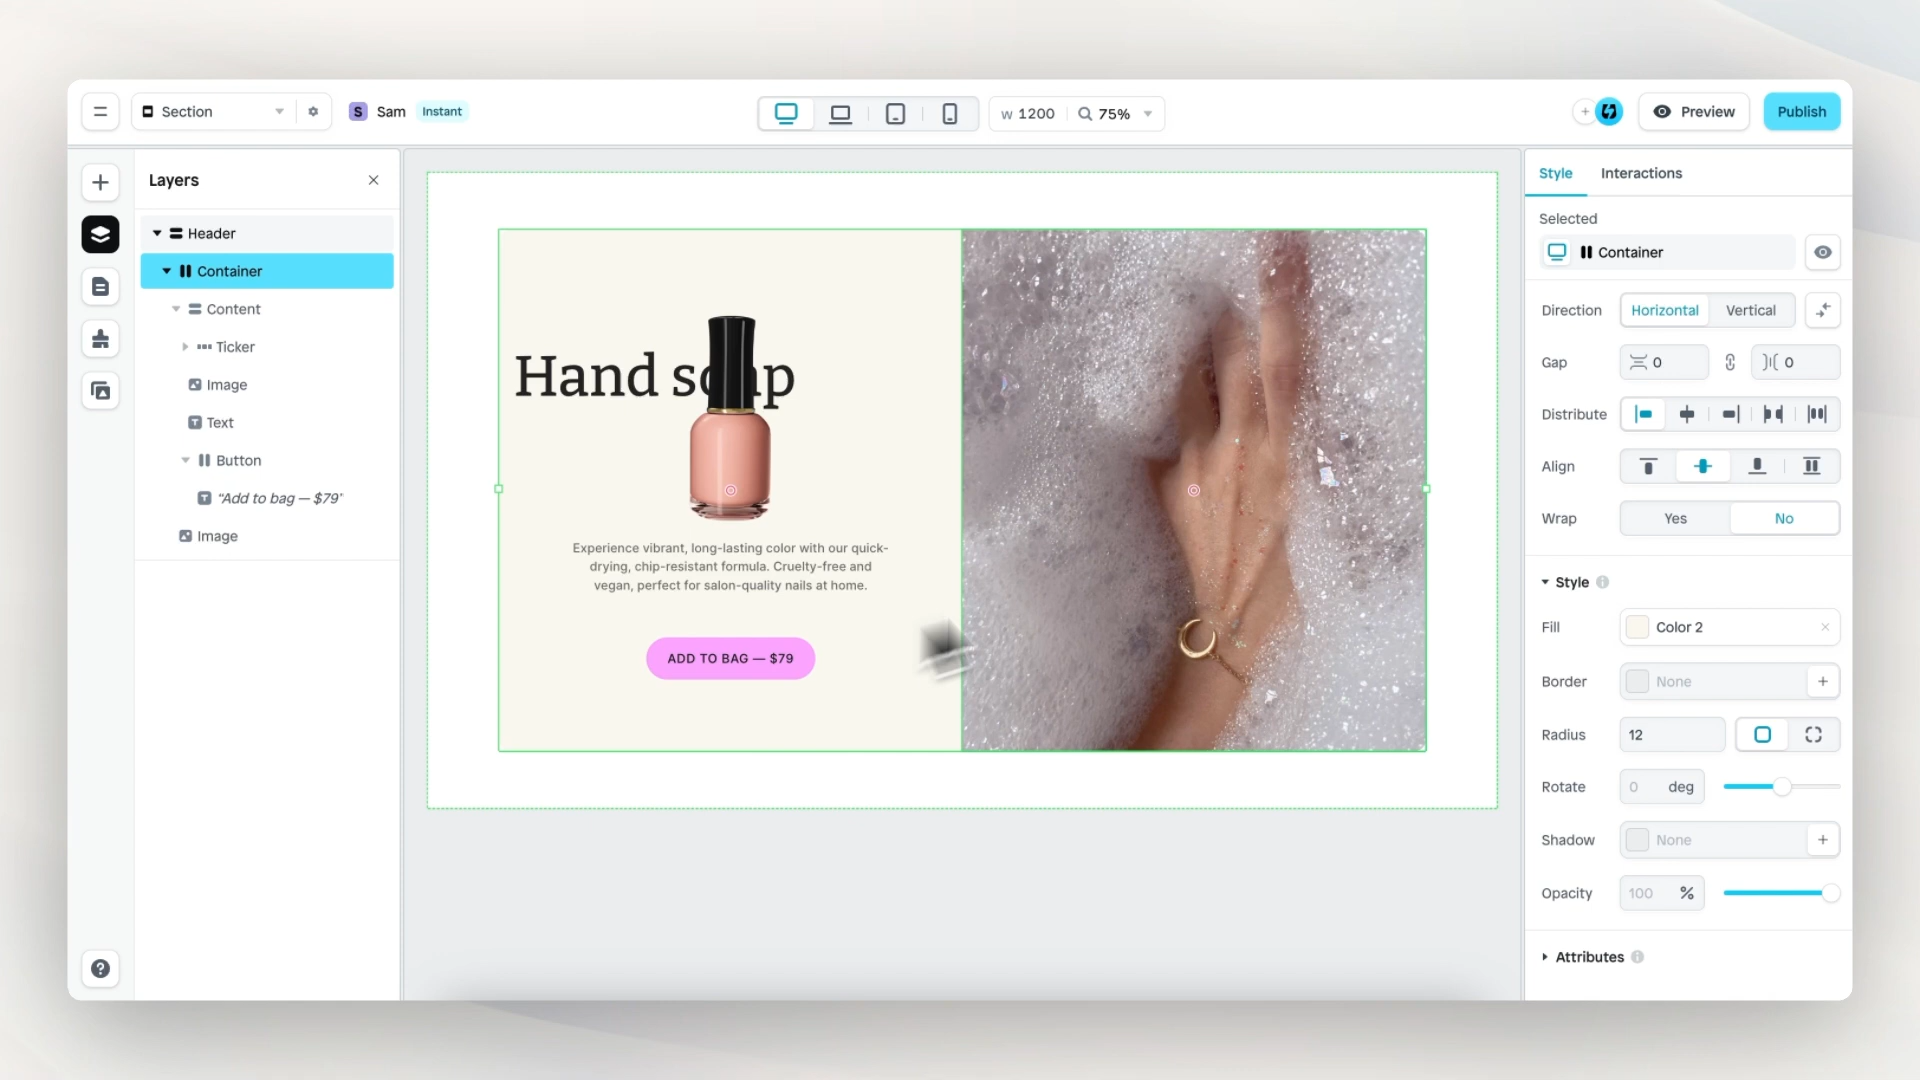 Section
S
Sam
Instant
W 1200
75%
Preview
Publish
Layers
Header
Container
Content
Ticker
Image
Text
Button
"Add to bag — $79"
Image
Hand soap
Experience vibrant, long-lasting color with our quick-
drying, chip-resistant formula. Cruelty-free and
vegan, perfect for salon-quality nails at home.
ADD TO BAG — $79
Style
Interactions
Selected
Container
Direction
Horizontal
Vertical
Gap
0
0
Distribute
Align
Wrap
Yes
No
Style
Fill
Color 2
Border
None
Radius
12
Rotate
0
deg
Shadow
None
Opacity
100
%
Attributes